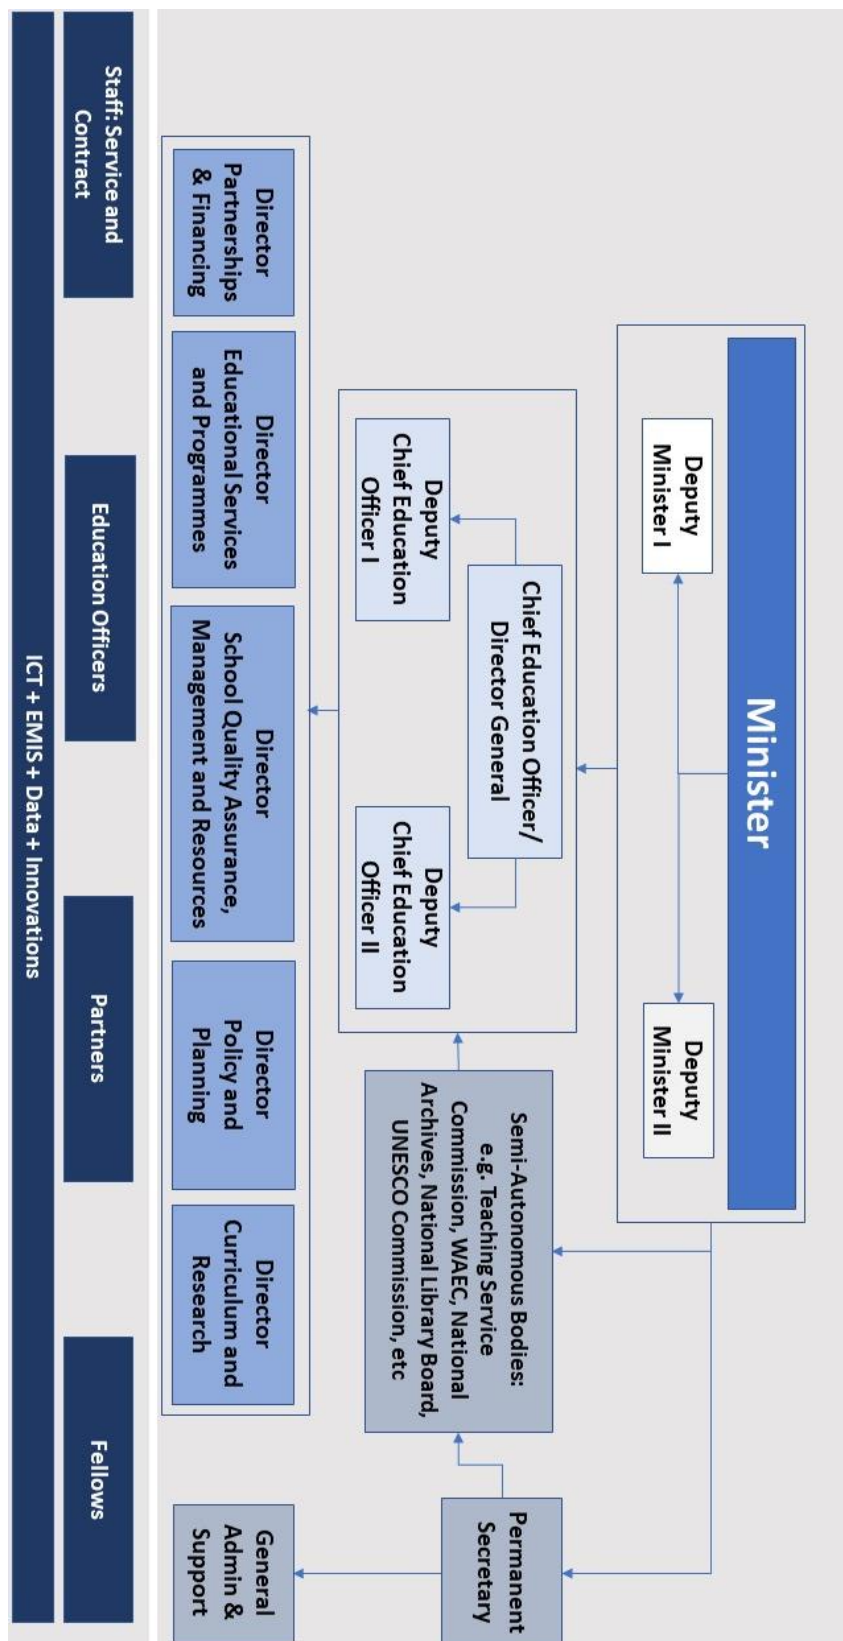 Minister
Deputy
Minister I
Deputy
Minister II
Chief Education Officer/
Director General
Deputy
Chief Education
Officer I
Deputy
Chief Education
Officer II
Semi-Autonomous Bodies:
e.g. Teaching Service
Commission, WAEC, National
Archives, National Library Board,
UNESCO Commission, etc
Permanent
Secretary
Director
Partnerships
& Financing
Director
Educational Services
and Programmes
Director
School Quality Assurance,
Management and Resources
Director
Policy and
Planning
Director
Curriculum and
Research
General
Admin &
Support
Staff: Service and
Contract
Education Officers
Partners
Fellows
ICT + EMIS + Data + Innovations